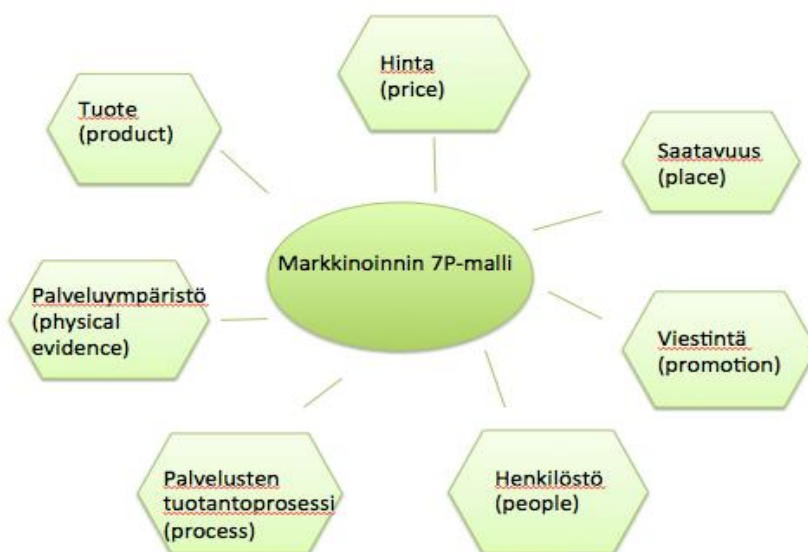 Hinta
(price)
Tuote
(product)
Saatavuus
(place)
Markkinoinnin 7P-malli
Palveluympäristö
(physical
evidence)
Viestintä
(promotion)
Palvelusten
tuotantoprosessi
(process)
Henkilöstö
(people)